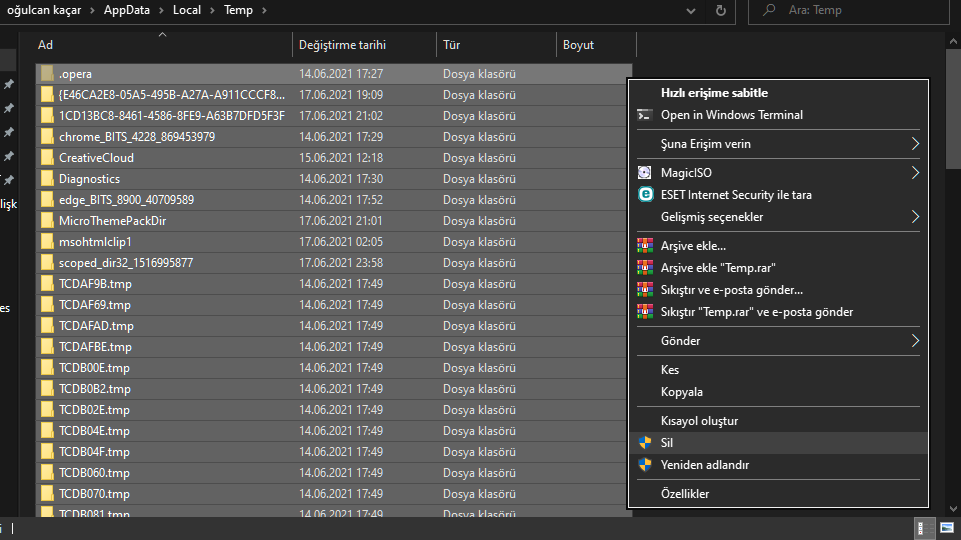 oğulcan kaçar > AppData > Local > Temp >
Ara: Temp
Ad Değiştirme tarihi Tür Boyut
.opera 14.06.2021 17:27 Dosya klasörü
{E46CA2E8-05A5-495B-A27A-A911CCCF8... 17.06.2021 19:09 Dosya klasörü
1CD13BC8-8461-4586-8FE9-A63B7DFD5F3F 17.06.2021 21:02 Dosya klasörü
chrome_BITS_4228_869453979 14.06.2021 17:29 Dosya klasörü
CreativeCloud 15.06.2021 12:18 Dosya klasörü
Diagnostics 14.06.2021 17:30 Dosya klasörü
edge_BITS_8900_40709589 14.06.2021 17:52 Dosya klasörü
MicroThemePackDir 17.06.2021 21:01 Dosya klasörü
msohtmlclip1 17.06.2021 02:05 Dosya klasörü
scoped_dir32_1516995877 17.06.2021 23:58 Dosya klasörü
TCDAF9B.tmp 14.06.2021 17:49 Dosya klasörü
TCDAF69.tmp 14.06.2021 17:49 Dosya klasörü
TCDAFAD.tmp 14.06.2021 17:49 Dosya klasörü
TCDAFBE.tmp 14.06.2021 17:49 Dosya klasörü
TCDB00E.tmp 14.06.2021 17:49 Dosya klasörü
TCDB0B2.tmp 14.06.2021 17:49 Dosya klasörü
TCDB02E.tmp 14.06.2021 17:49 Dosya klasörü
TCDB04E.tmp 14.06.2021 17:49 Dosya klasörü
TCDB04F.tmp 14.06.2021 17:49 Dosya klasörü
TCDB060.tmp 14.06.2021 17:49 Dosya klasörü
TCDB070.tmp 14.06.2021 17:49 Dosya klasörü
TCDB081.tmp 14.06.2021 17:49 Dosya klasörü
lişk
es
Hızlı erişime sabitle
Open in Windows Terminal
Şuna Erişim verin
MagicISO
ESET Internet Security ile tara
Gelişmiş seçenekler
Arşive ekle...
Arşive ekle "Temp.rar"
Sıkıştır ve e-posta gönder...
Sıkıştır "Temp.rar" ve e-posta gönder
Gönder
Kes
Kopyala
Kısayol oluştur
Sil
Yeniden adlandır
Özellikler